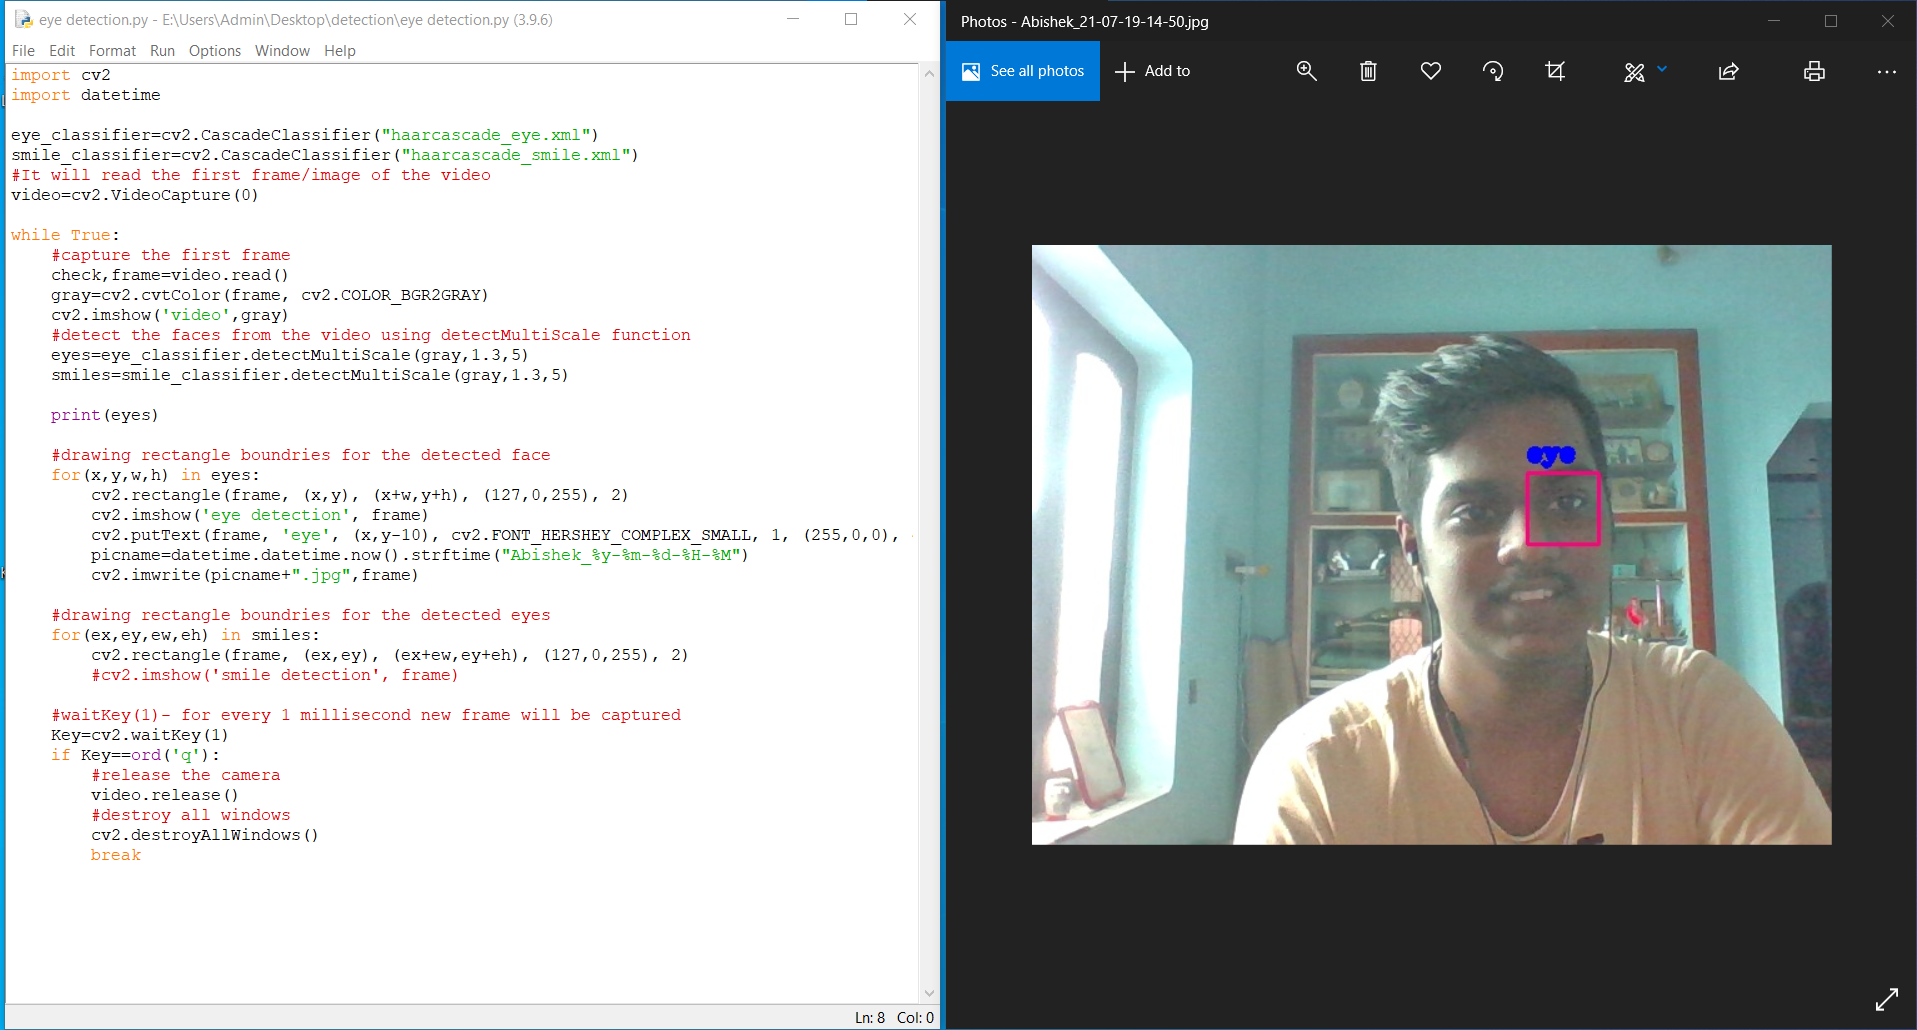 eye detection.py - E:\Users\Admin\Desktop\detection\eye detection.py (3.9.6)
File Edit Format Run Options Window Help
import cv2
import datetime
eye_classifier=cv2.CascadeClassifier("haarcascade_eye.xml")
smile_classifier=cv2.CascadeClassifier("haarcascade_smile.xml")
#It will read the first frame/image of the video
video=cv2.VideoCapture(0)
while True:
    #capture the first frame
    check,frame=video.read()
    gray=cv2.cvtColor(frame, cv2.COLOR_BGR2GRAY)
    cv2.imshow('video',gray)
    #detect the faces from the video using detectMultiScale function
    eyes=eye_classifier.detectMultiScale(gray,1.3,5)
    smiles=smile_classifier.detectMultiScale(gray,1.3,5)
    print(eyes)
    #drawing rectangle boundries for the detected face
    for(x,y,w,h) in eyes:
        cv2.rectangle(frame, (x,y), (x+w,y+h), (127,0,255), 2)
        cv2.imshow('eye detection', frame)
        cv2.putText(frame, 'eye', (x,y-10), cv2.FONT_HERSHEY_COMPLEX_SMALL, 1, (255,0,0),
        picname=datetime.datetime.now().strftime("Abishek_%y-%m-%d-%H-%M")
        cv2.imwrite(picname+".jpg",frame)
    #drawing rectangle boundries for the detected eyes
    for(ex,ey,ew,eh) in smiles:
        cv2.rectangle(frame, (ex,ey), (ex+ew,ey+eh), (127,0,255), 2)
        #cv2.imshow('smile detection', frame)
    #waitKey(1)- for every 1 millisecond new frame will be captured
    Key=cv2.waitKey(1)
    if Key==ord('q'):
        #release the camera
        video.release()
        #destroy all windows
        cv2.destroyAllWindows()
        break
Ln: 8 Col: 0
Photos - Abishek_21-07-19-14-50.jpg
See all photos
Add to
eye